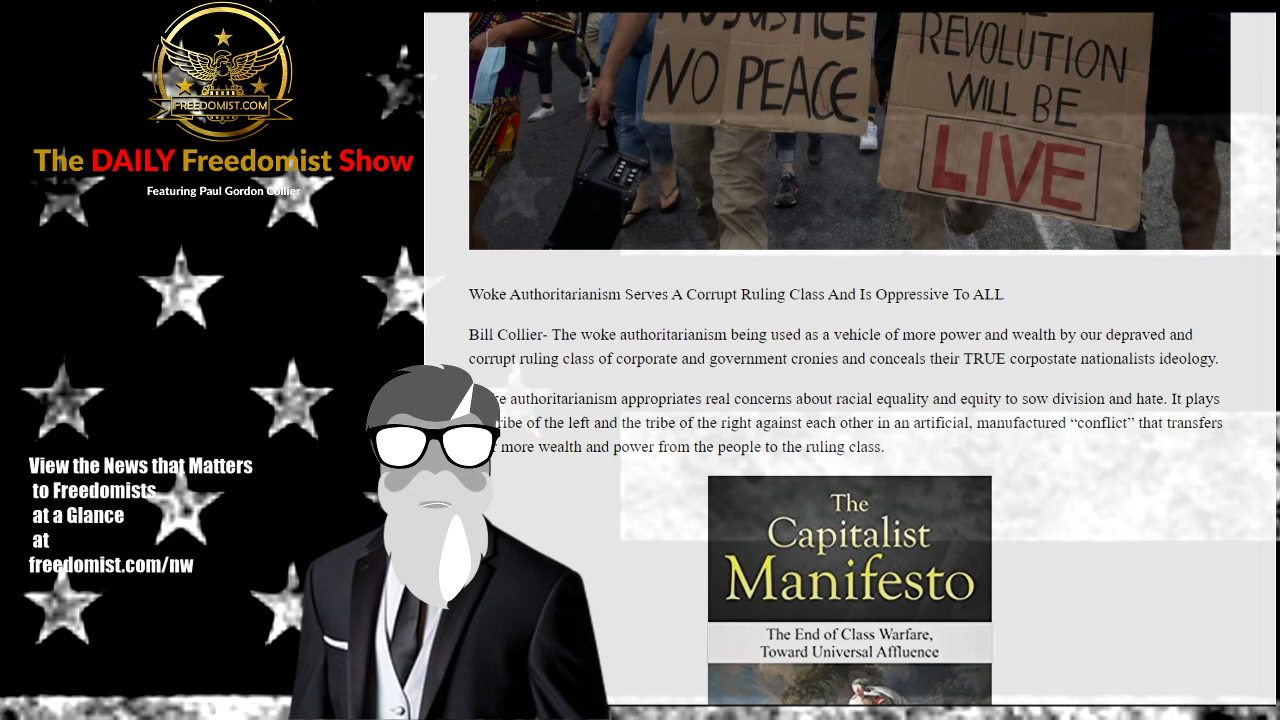 FREEDOMIST.COM
The DAILY Freedomist Show
Featuring Paul Gordon Collier
View the News that Matters
to Freedomists
at a Glance
at
freedomist.com/nw
NO JUSTICE
NO PEACE
REVOLUTION
WILL BE
LIVE
Woke Authoritarianism Serves A Corrupt Ruling Class And Is Oppressive To ALL
Bill Collier- The woke authoritarianism being used as a vehicle of more power and wealth by our depraved and
corrupt ruling class of corporate and government cronies and conceals their TRUE corpostate nationalists ideology.
authoritarianism appropriates real concerns about racial equality and equity to sow division and hate. It plays
tribe of the left and the tribe of the right against each other in an artificial, manufactured “conflict” that transfers
more wealth and power from the people to the ruling class.
The
Capitalist
Manifesto
The End of Class Warfare,
Toward Universal Affluence